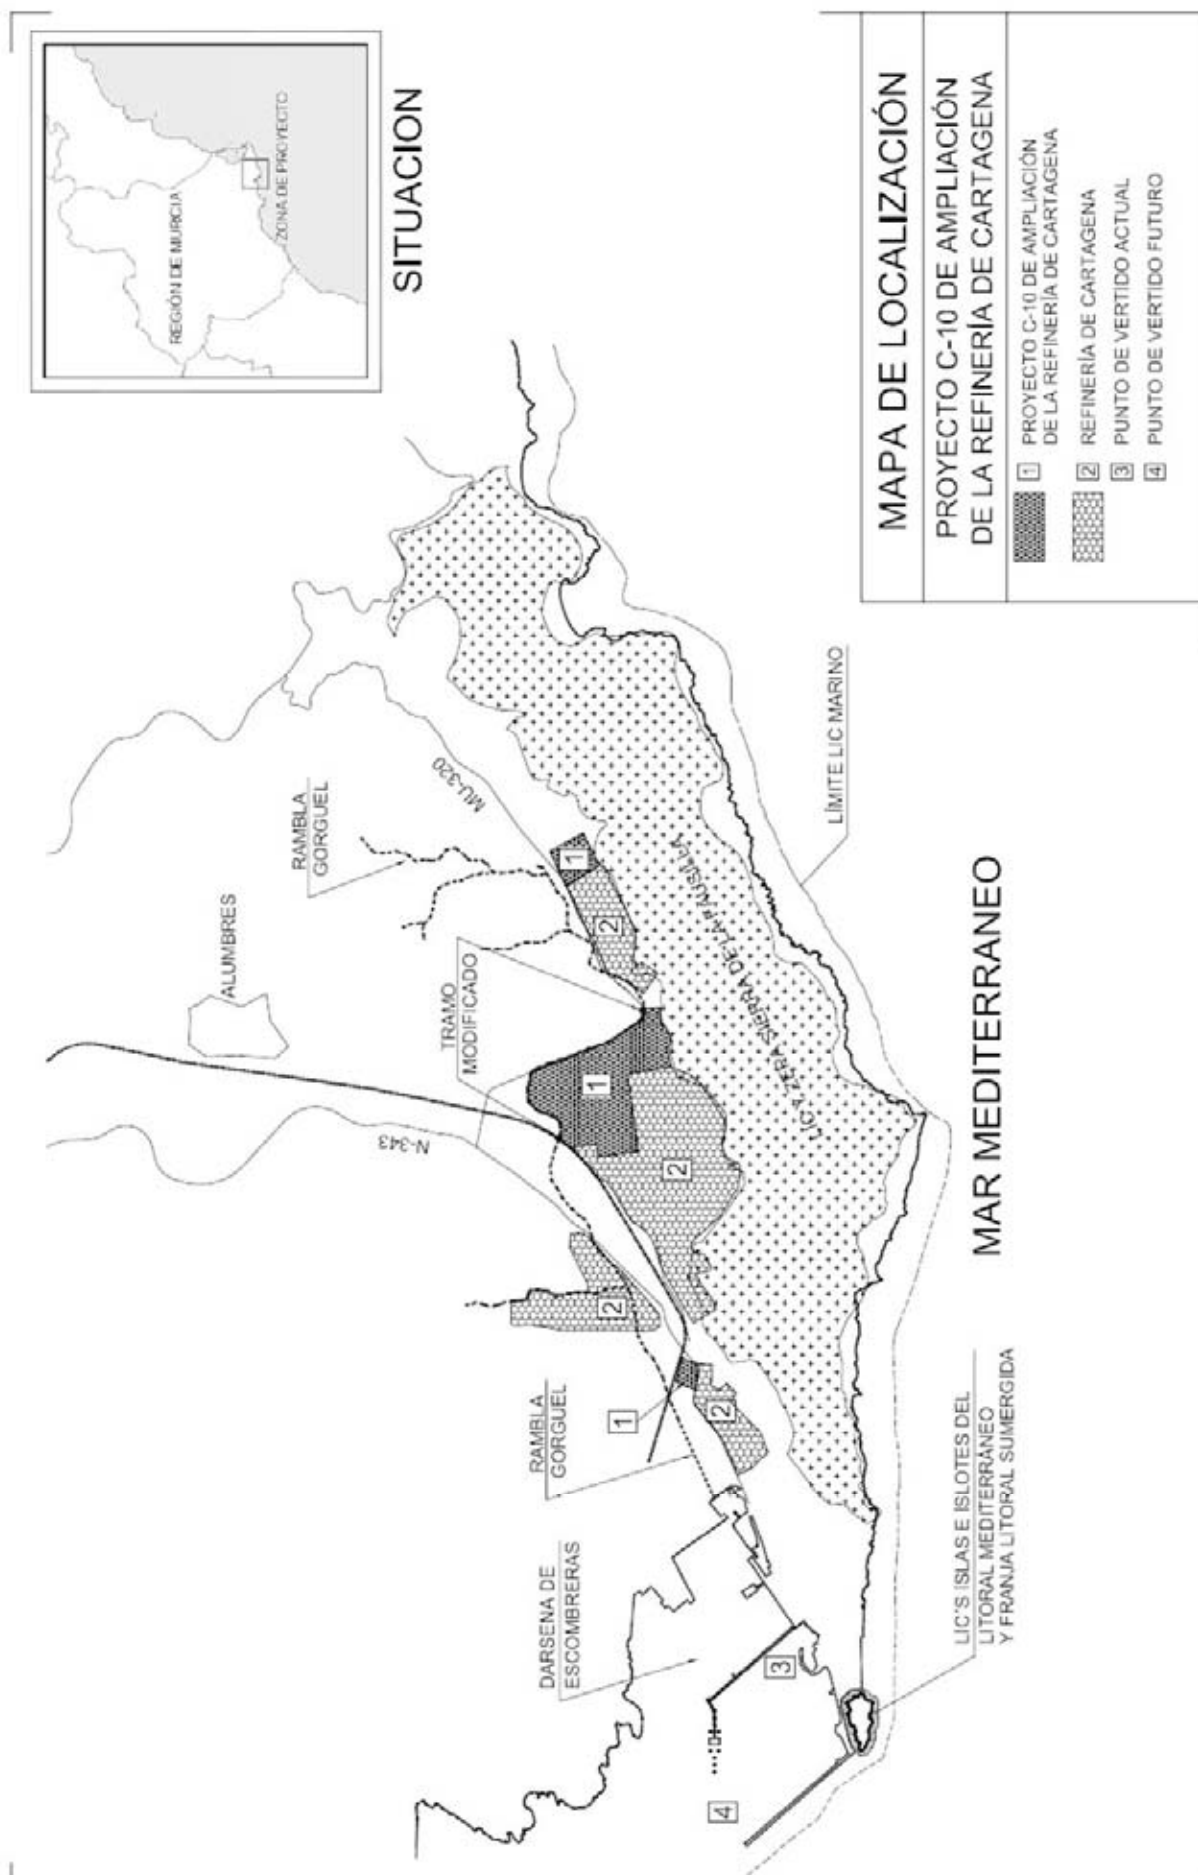 REGIÓN DE MURCIA
ZONA DE PROYECTO
SITUACION
ALUMBRES
RAMBLA
GORGUEL
MU-320
TRAMO
MODIFICADO
N-343
1
2
1
2
2
1
2
RAMBLA
GORGUEL
DARSENA DE
ESCOMBRERAS
3
4
LIC Y ZEPA SIERRA DE LA FAUSILLA
LÍMITE LIC MARINO
MAR MEDITERRANEO
LIC'S ISLAS E ISLOTES DEL
LITORAL MEDITERRÁNEO
Y FRANJA LITORAL SUMERGIDA
MAPA DE LOCALIZACIÓN
PROYECTO C-10 DE AMPLIACIÓN
DE LA REFINERÍA DE CARTAGENA
1 PROYECTO C-10 DE AMPLIACIÓN
DE LA REFINERÍA DE CARTAGENA
2 REFINERÍA DE CARTAGENA
3 PUNTO DE VERTIDO ACTUAL
4 PUNTO DE VERTIDO FUTURO